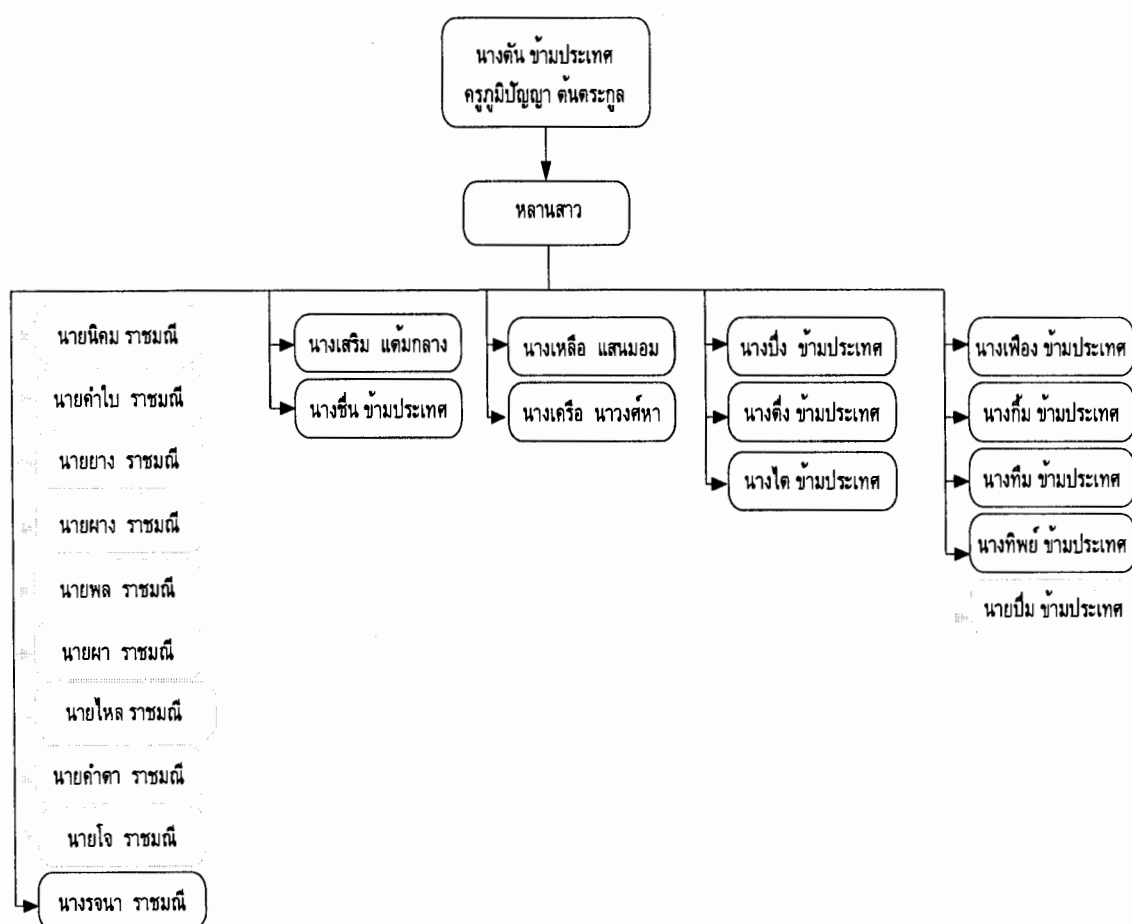 นางตัน ข้ามประเทศ
ครูภูมิปัญญา ต้นตระกูล
หลานสาว
นายนิคม ราชมณี
นายคำใบ ราชมณี
นายยาง ราชมณี
นายผาง ราชมณี
นายพล ราชมณี
นายผา ราชมณี
นายไหล ราชมณี
นายคำตา ราชมณี
นายโจ ราชมณี
นางรจนา ราชมณี
นางเสริม แต้มกลาง
นางชื่น ข้ามประเทศ
นางเหลือ แสนมอม
นางเครือ นาวงศ์หา
นางปึ่ง ข้ามประเทศ
นางตึ่ง ข้ามประเทศ
นางไต ข้ามประเทศ
นางเฟือง ข้ามประเทศ
นางกิ้ม ข้ามประเทศ
นางทึม ข้ามประเทศ
นางทิพย์ ข้ามประเทศ
นายปึม ข้ามประเทศ